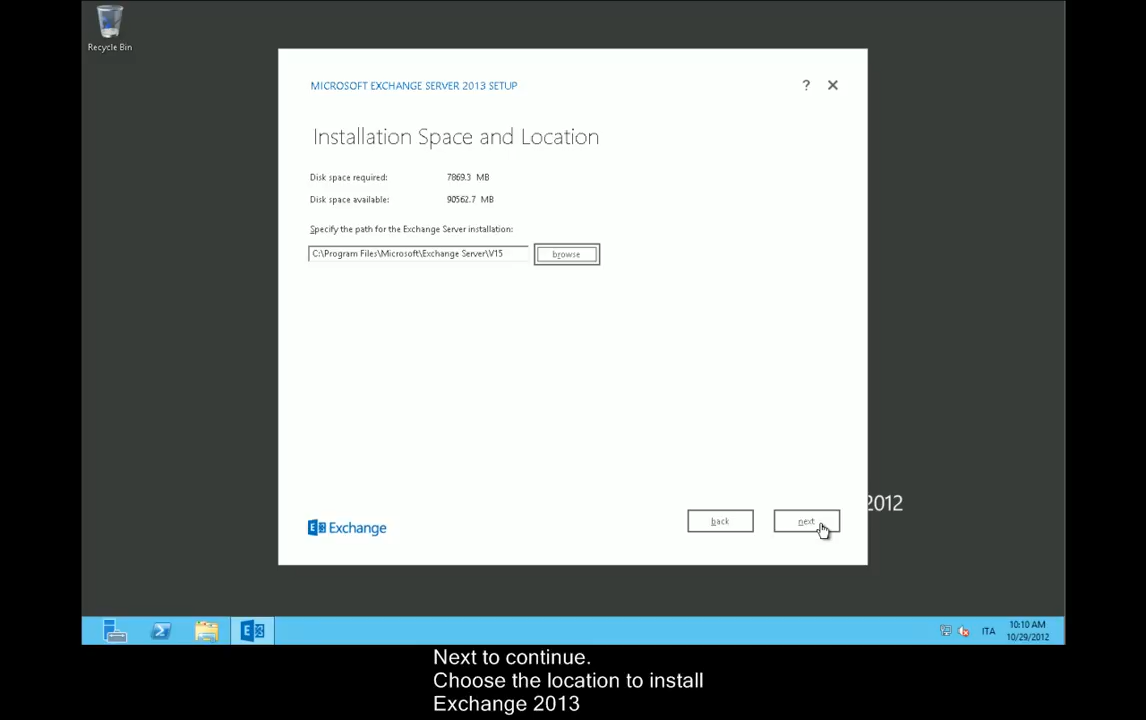 Recycle Bin
MICROSOFT EXCHANGE SERVER 2013 SETUP
?
Installation Space and Location
Disk space required: 7869.3 MB
Disk space available: 90562.7 MB
Specify the path for the Exchange Server installation:
C:\Program Files\Microsoft\Exchange Server\V15 browse
2012
Exchange back next
ITA 10:10 AM
10/29/2012
Next to continue.
Choose the location to install
Exchange 2013